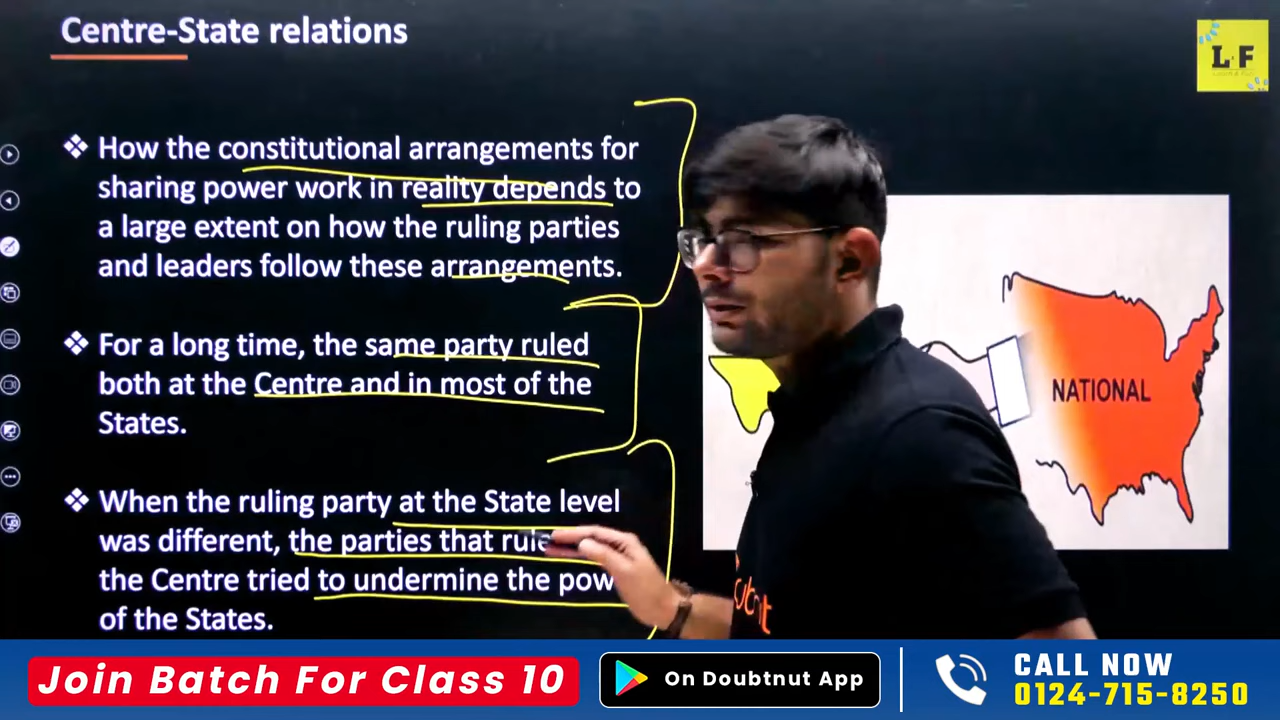 Centre-State relations
L·F
❖ How the constitutional arrangements for
sharing power work in reality depends to
a large extent on how the ruling parties
and leaders follow these arrangements.
❖ For a long time, the same party ruled
both at the Centre and in most of the
States.
❖ When the ruling party at the State level
was different, the parties that
the Centre tried to undermine the
of the States.
NATIONAL
Join Batch For Class 10
On Doubtnut App
CALL NOW
0124-715-8250